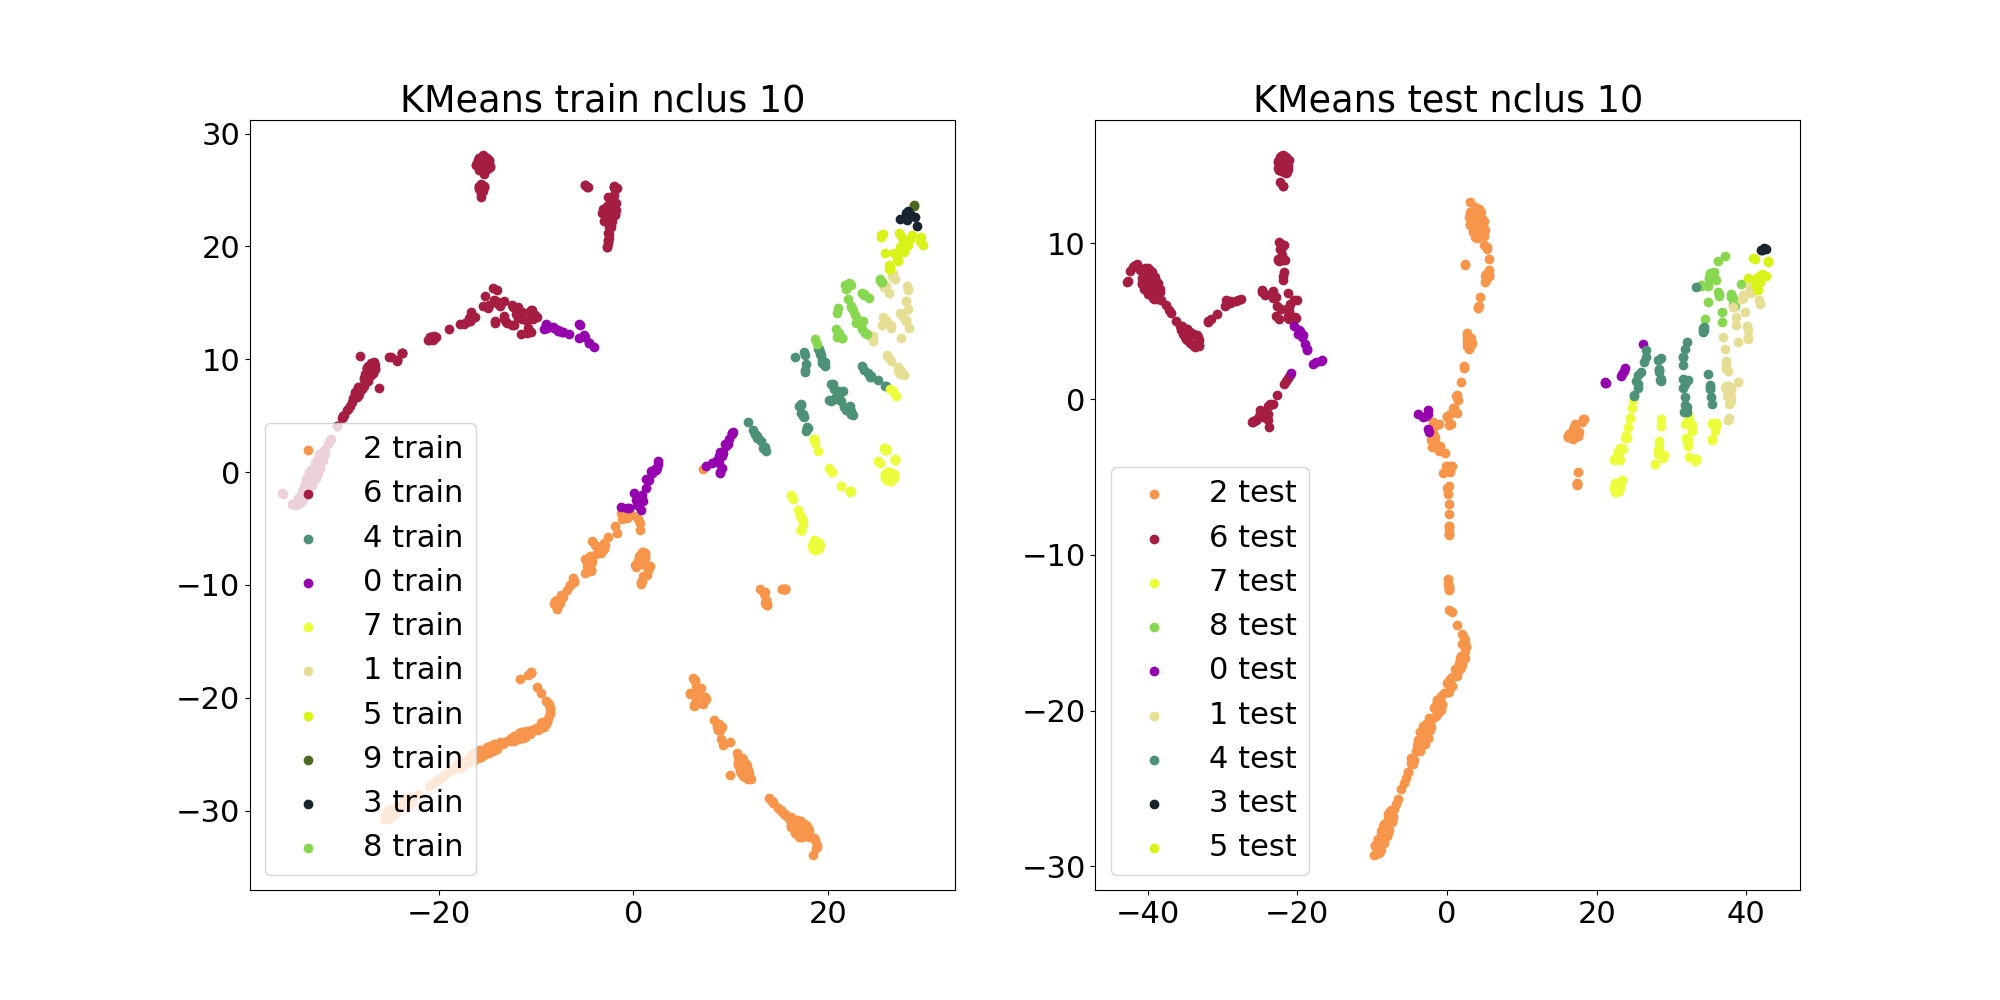 KMeans train nclus 10
30
20
10
0
−10
−20
−30
−20
0
20
2 train
6 train
4 train
0 train
7 train
1 train
5 train
9 train
3 train
8 train
KMeans test nclus 10
10
0
−10
−20
−30
−40
−20
0
20
40
2 test
6 test
7 test
8 test
0 test
1 test
4 test
3 test
5 test